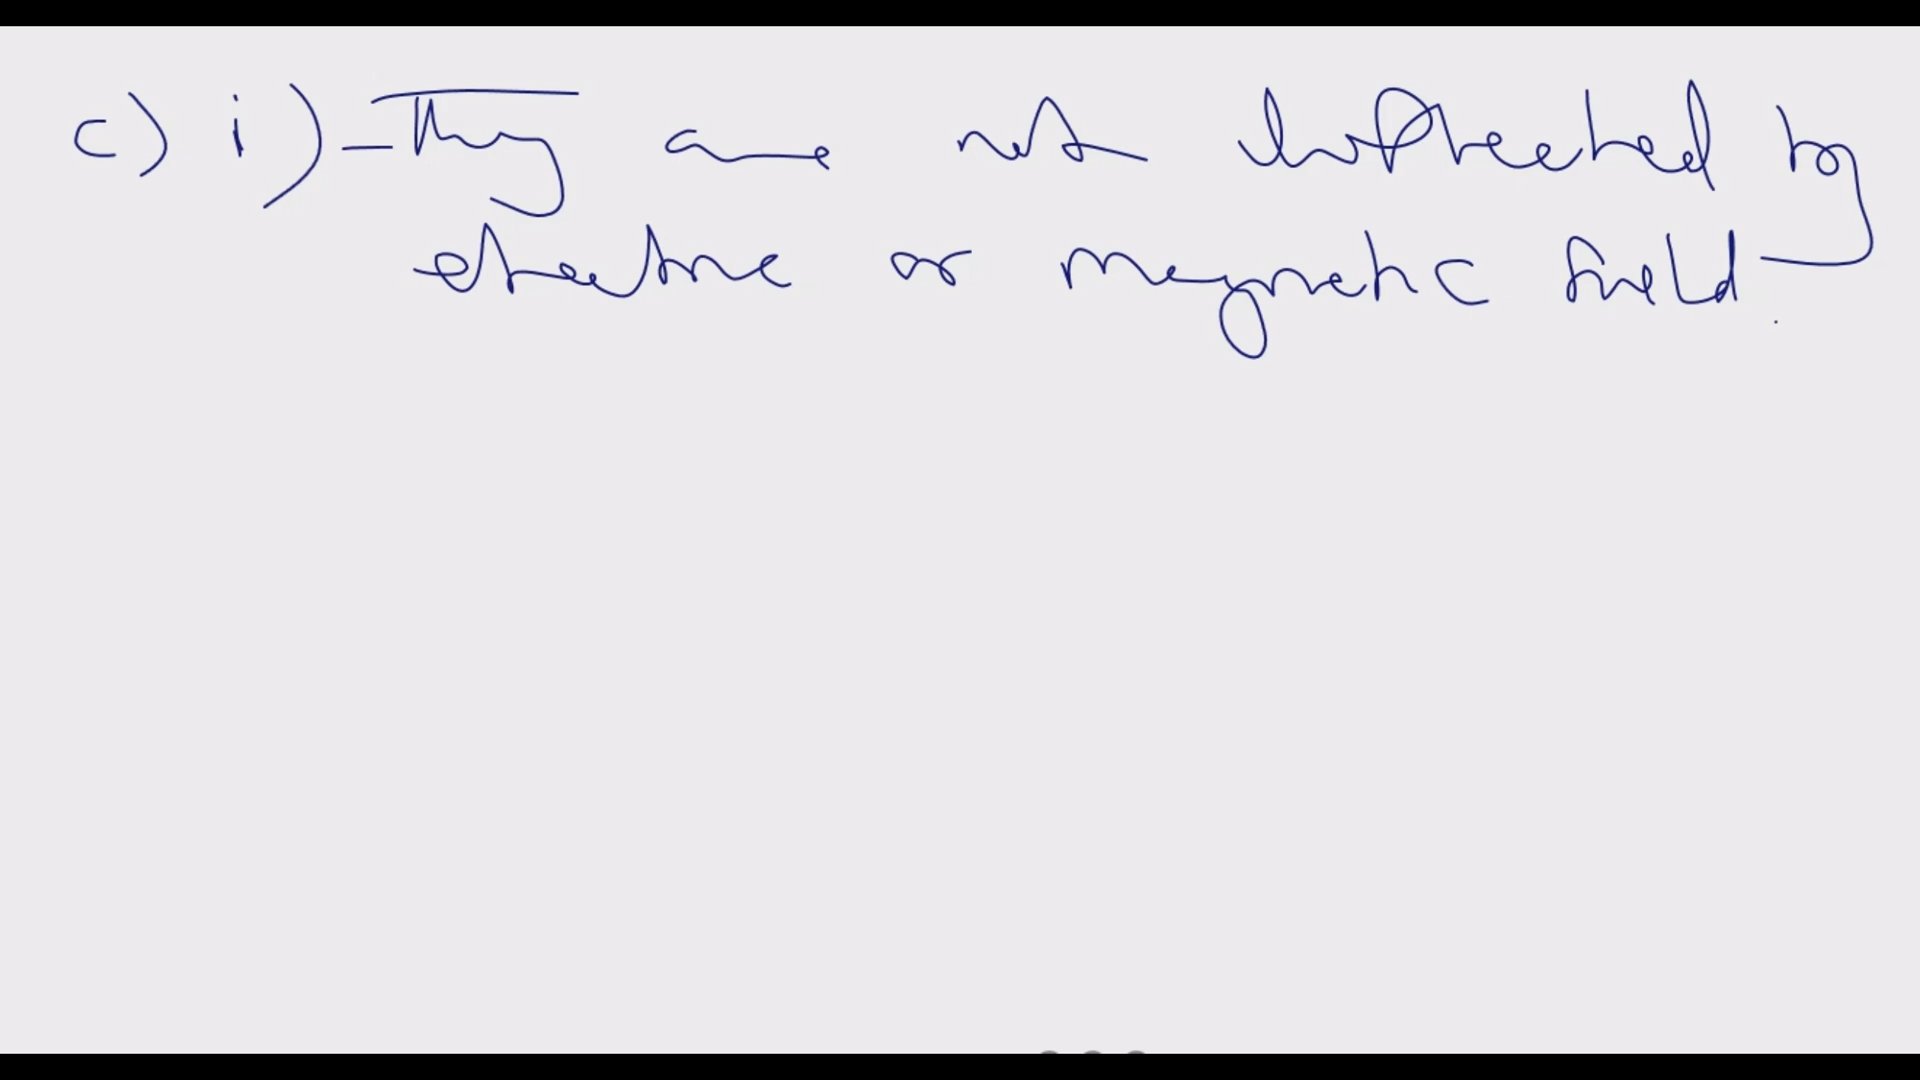 c) i) - They are not deflected by
electric or magnetic field.